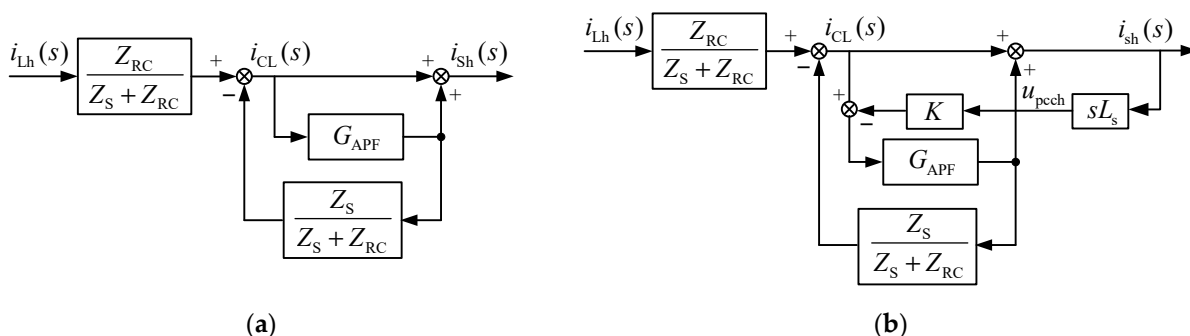 i_Lh(s)
Z_RC
Z_S + Z_RC
+
−
i_CL(s)
+
+
i_Sh(s)
G_APF
Z_S
Z_S + Z_RC
(a)
i_Lh(s)
Z_RC
Z_S + Z_RC
+
−
i_CL(s)
+
+
i_sh(s)
+
−
K
u_pcch
sL_s
G_APF
Z_S
Z_S + Z_RC
(b)